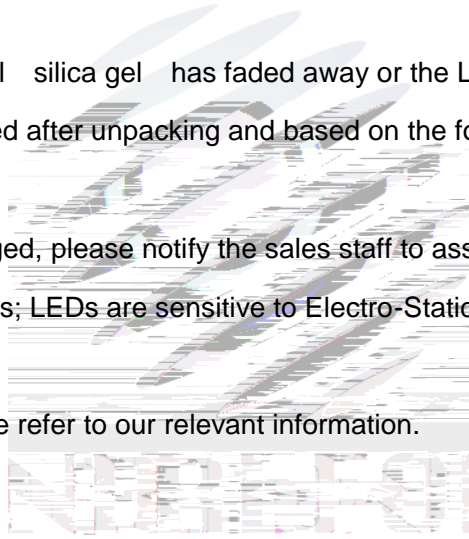 l silica gel has faded away or the L
ed after unpacking and based on the fo
ged, please notify the sales staff to ass
s; LEDs are sensitive to Electro-Static
e refer to our relevant information.